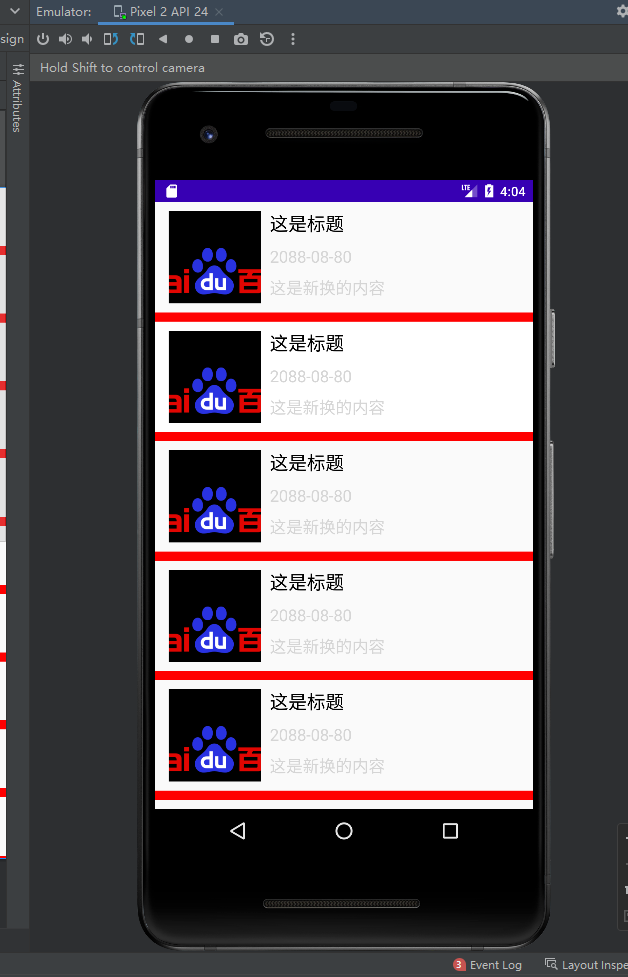 Emulator:
Pixel 2 API 24
sign
Hold Shift to control camera
Attributes
LTE
4:04
ai du 百
这是标题
2088-08-80
这是新换的内容
ai du 百
这是标题
2088-08-80
这是新换的内容
ai du 百
这是标题
2088-08-80
这是新换的内容
ai du 百
这是标题
2088-08-80
这是新换的内容
ai du 百
这是标题
2088-08-80
这是新换的内容
3 Event Log
Layout Inspe